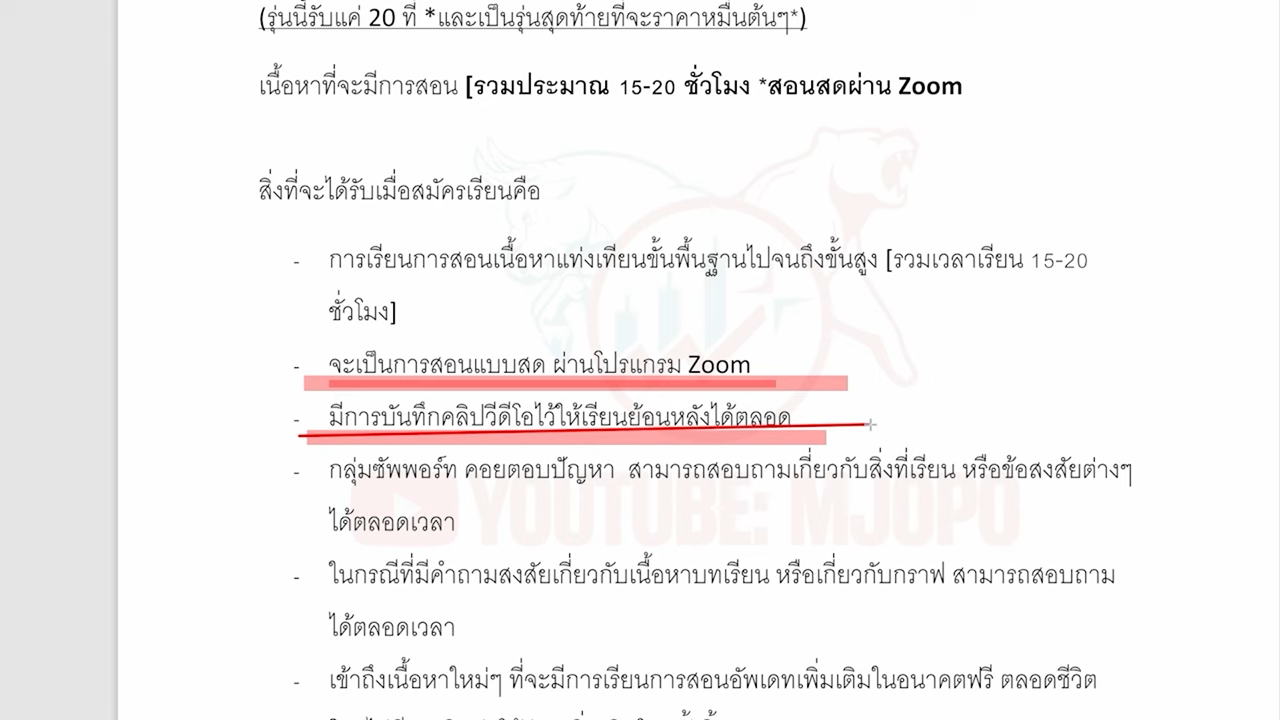 (รุ่นนี้รับแค่ 20 ที่ *และเป็นรุ่นสุดท้ายที่จะราคาหมื่นต้นๆ*)
เนื้อหาที่จะมีการสอน [รวมประมาณ 15-20 ชั่วโมง *สอนสดผ่าน Zoom
สิ่งที่จะได้รับเมื่อสมัครเรียนคือ
- การเรียนการสอนเนื้อหาแท่งเทียนขั้นพื้นฐานไปจนถึงขั้นสูง [รวมเวลาเรียน 15-20
ชั่วโมง]
- จะเป็นการสอนแบบสด ผ่านโปรแกรม Zoom
- มีการบันทึกคลิปวีดีโอไว้ให้เรียนย้อนหลังได้ตลอด
- กลุ่มซัพพอร์ท คอยตอบปัญหา สามารถสอบถามเกี่ยวกับสิ่งที่เรียน หรือข้อสงสัยต่างๆ
ได้ตลอดเวลา
YOUTUBE: MJOPO
- ในกรณีที่มีคำถามสงสัยเกี่ยวกับเนื้อหาบทเรียน หรือเกี่ยวกับกราฟ สามารถสอบถาม
ได้ตลอดเวลา
- เข้าถึงเนื้อหาใหม่ๆ ที่จะมีการเรียนการสอนอัพเดทเพิ่มเติมในอนาคตฟรี ตลอดชีวิต